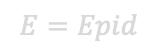 E = Epid